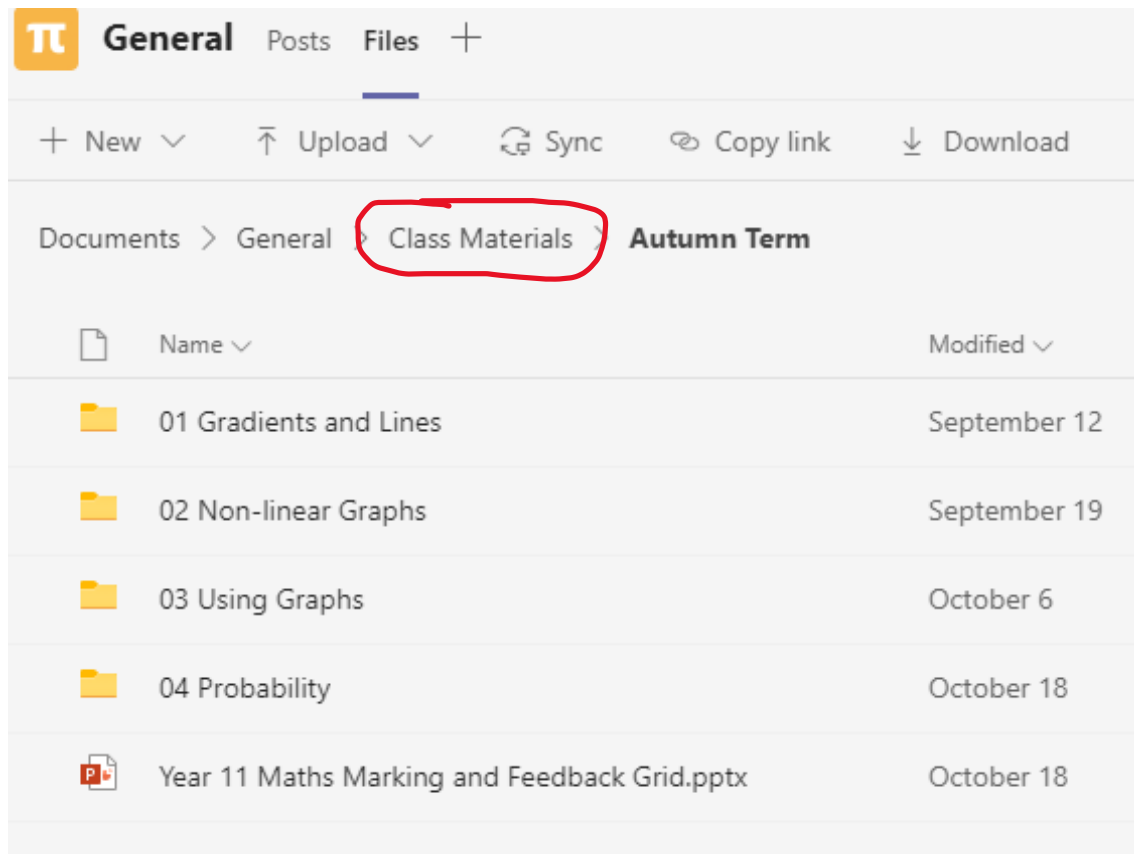 π General Posts Files +
+ New Upload Sync Copy link Download
Documents > General > Class Materials > Autumn Term
Name Modified
01 Gradients and Lines September 12
02 Non-linear Graphs September 19
03 Using Graphs October 6
04 Probability October 18
P Year 11 Maths Marking and Feedback Grid.pptx October 18